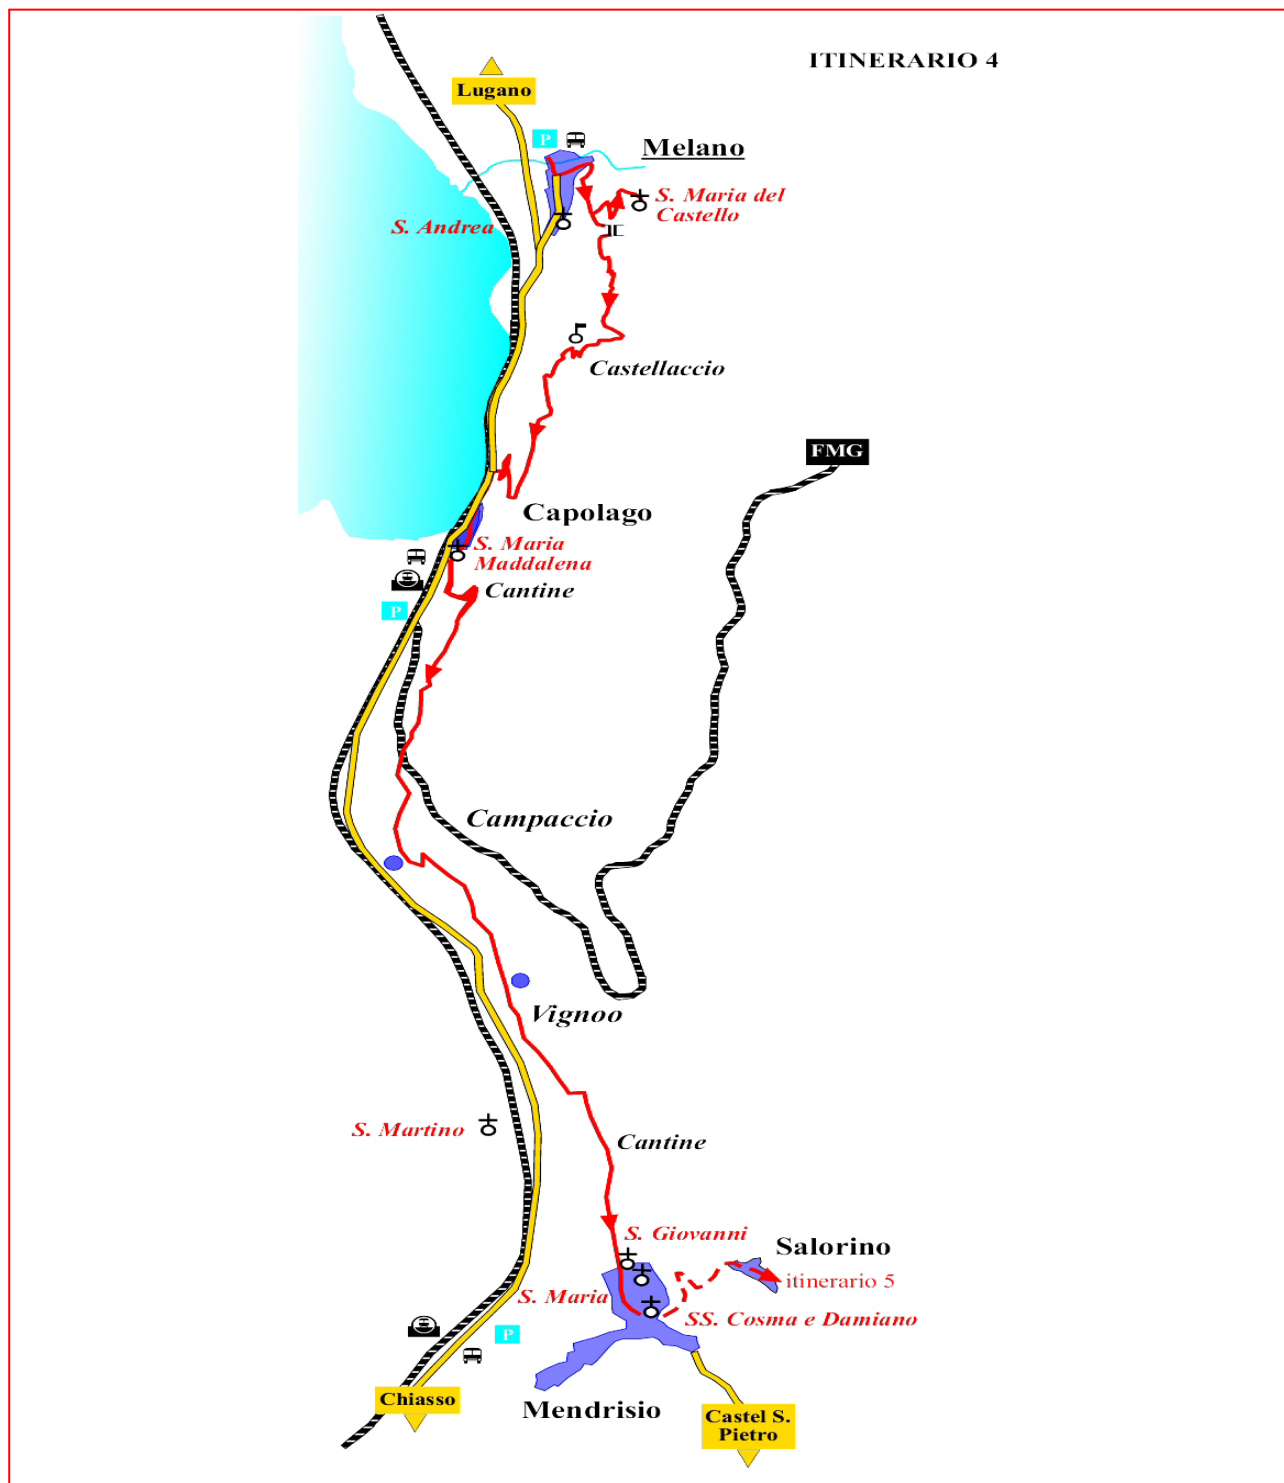 ITINERARIO 4
Lugano
P
Melano
S. Maria del
Castello
S. Andrea
Castellaccio
FMG
Capolago
S. Maria
Maddalena
Cantine
P
Campaccio
Vignoo
S. Martino
Cantine
S. Giovanni
Salorino
itinerario 5
S. Maria
SS. Cosma e Damiano
P
Chiasso
Mendrisio
Castel S.
Pietro